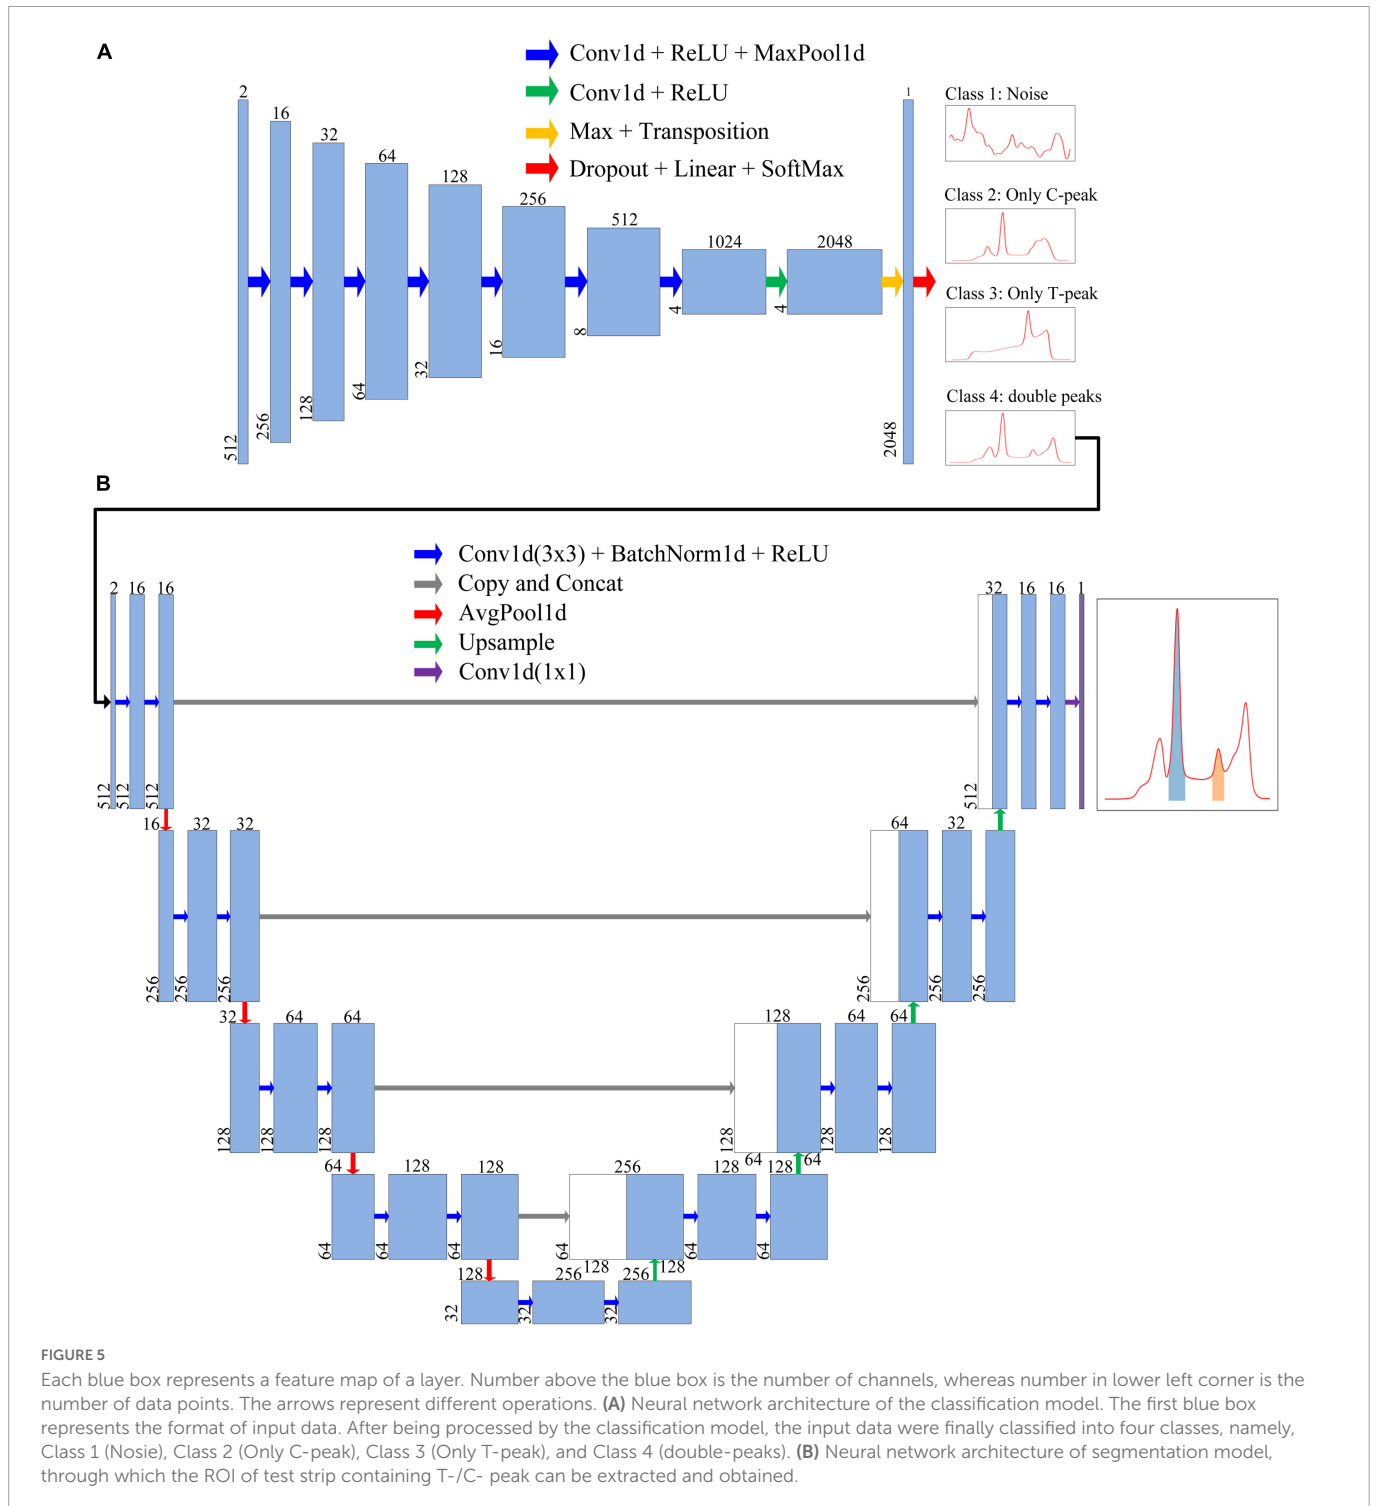 A
Conv1d + ReLU + MaxPool1d
Conv1d + ReLU
Max + Transposition
Dropout + Linear + SoftMax
2
16
32
64
128
256
512
1024
2048
1
512
256
128
64
32
16
8
4
4
2048
Class 1: Noise
Class 2: Only C-peak
Class 3: Only T-peak
Class 4: double peaks
B
Conv1d(3x3) + BatchNorm1d + ReLU
Copy and Concat
AvgPool1d
Upsample
Conv1d(1x1)
2 16 16
32 16 16 1
512 512 512
512
16 32 32
64 32
256 256 256
256 256 256
32 64 64
128 64 64
128 128 128
128 128 128
64 64
64 128 128
256 128 128
64 64 64
64 64 64
128 128
128 256 256
32 32 32
FIGURE 5
Each blue box represents a feature map of a layer. Number above the blue box is the number of channels, whereas number in lower left corner is the
number of data points. The arrows represent different operations. (A) Neural network architecture of the classification model. The first blue box
represents the format of input data. After being processed by the classification model, the input data were finally classified into four classes, namely,
Class 1 (Nosie), Class 2 (Only C-peak), Class 3 (Only T-peak), and Class 4 (double-peaks). (B) Neural network architecture of segmentation model,
through which the ROI of test strip containing T-/C- peak can be extracted and obtained.